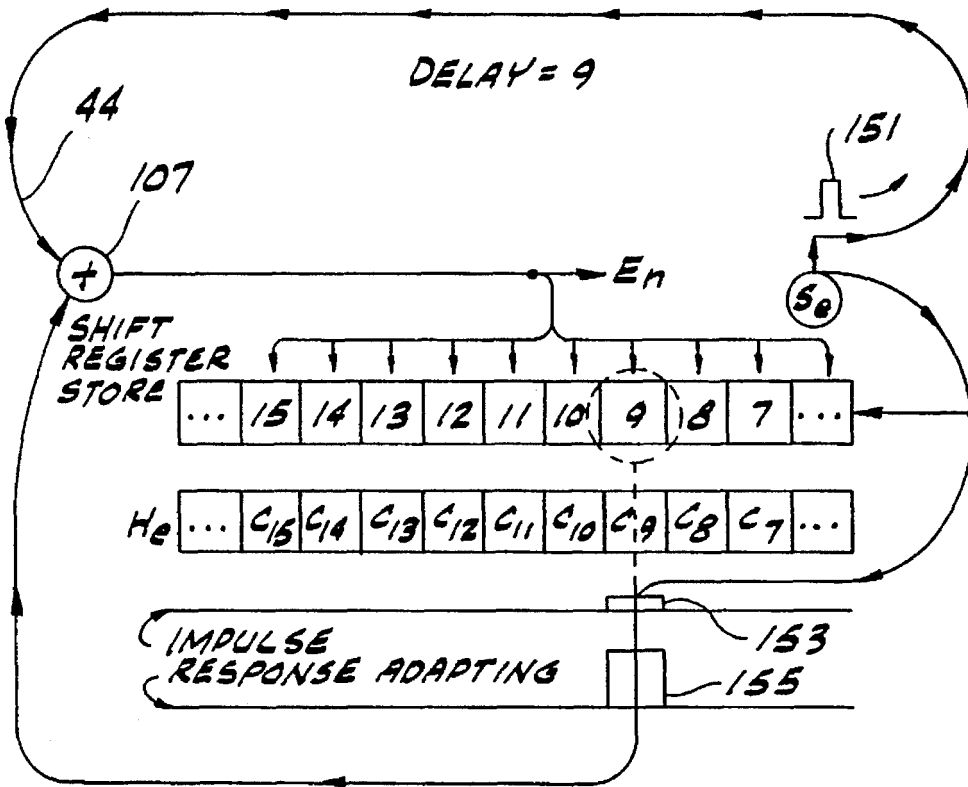 DELAY = 9
44
151
107
+
En
Se
SHIFT
REGISTER
STORE
... 15 14 13 12 11 10 9 8 7 ...
He ... C15 C14 C13 C12 C11 C10 C9 C8 C7 ...
153
IMPULSE
RESPONSE ADAPTING
155